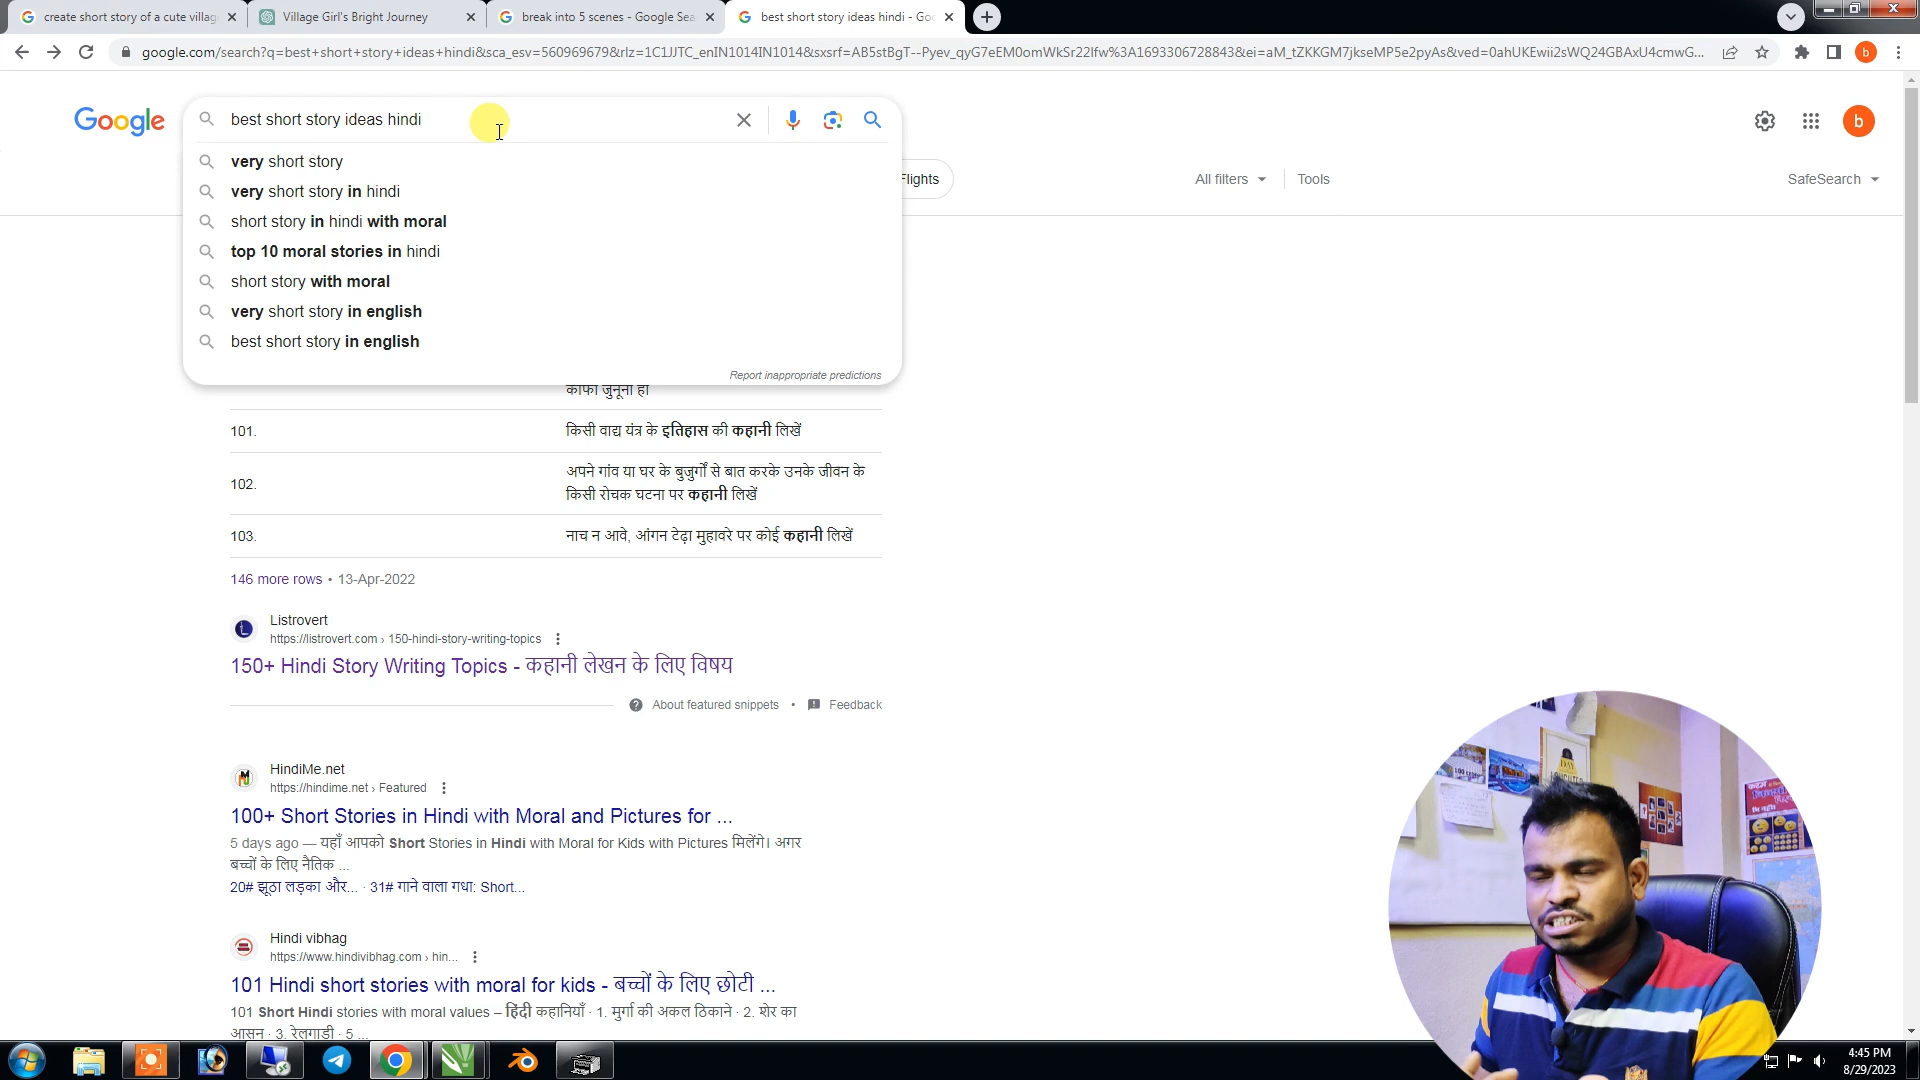 create short story of a cute villag
Village Girl's Bright Journey
break into 5 scenes - Google Sea
best short story ideas hindi - Goo
google.com/search?q=best+short+story+ideas+hindi&sca_esv=560969679&rlz=1C1JJTC_enIN1014IN1014&sxsrf=AB5stBgT--Pyev_qyG7eEM0omWkSr22lfw%3A1693306728843&ei=aM_tZKKGM7jkseMP5e2pyAs&ved=0ahUKEwii2sWQ24GBAxU4cmwG...
b
Google
best short story ideas hindi
b
very short story
very short story in hindi
short story in hindi with moral
top 10 moral stories in hindi
short story with moral
very short story in english
best short story in english
Report inappropriate predictions
Flights
All filters
Tools
SafeSearch
काफी जुनूनी हो
101.
किसी वाद्य यंत्र के इतिहास की कहानी लिखें
102.
अपने गांव या घर के बुजुर्गों से बात करके उनके जीवन के
किसी रोचक घटना पर कहानी लिखें
103.
नाच न आवे, आंगन टेढ़ा मुहावरे पर कोई कहानी लिखें
146 more rows • 13-Apr-2022
Listrovert
https://listrovert.com › 150-hindi-story-writing-topics
150+ Hindi Story Writing Topics - कहानी लेखन के लिए विषय
About featured snippets • Feedback
HindiMe.net
https://hindime.net › Featured
100+ Short Stories in Hindi with Moral and Pictures for ...
5 days ago — यहाँ आपको Short Stories in Hindi with Moral for Kids with Pictures मिलेंगे। अगर
बच्चों के लिए नैतिक ...
20# झूठा लड़का और... · 31# गाने वाला गधा: Short...
Hindi vibhag
https://www.hindivibhag.com › hin...
101 Hindi short stories with moral for kids - बच्चों के लिए छोटी ...
101 Short Hindi stories with moral values – हिंदी कहानियाँ · 1. मुर्गा की अकल ठिकाने · 2. शेर का
आसन · 3. रेलगाड़ी · 5 ...
DAY
4:45 PM
8/29/2023